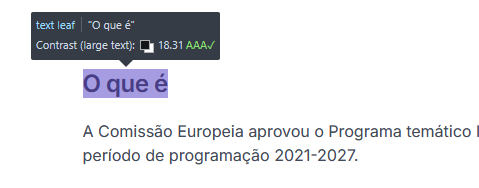 text leaf | "O que é"
Contrast (large text): 18.31 AAA✓
O que é
A Comissão Europeia aprovou o Programa temático
período de programação 2021-2027.